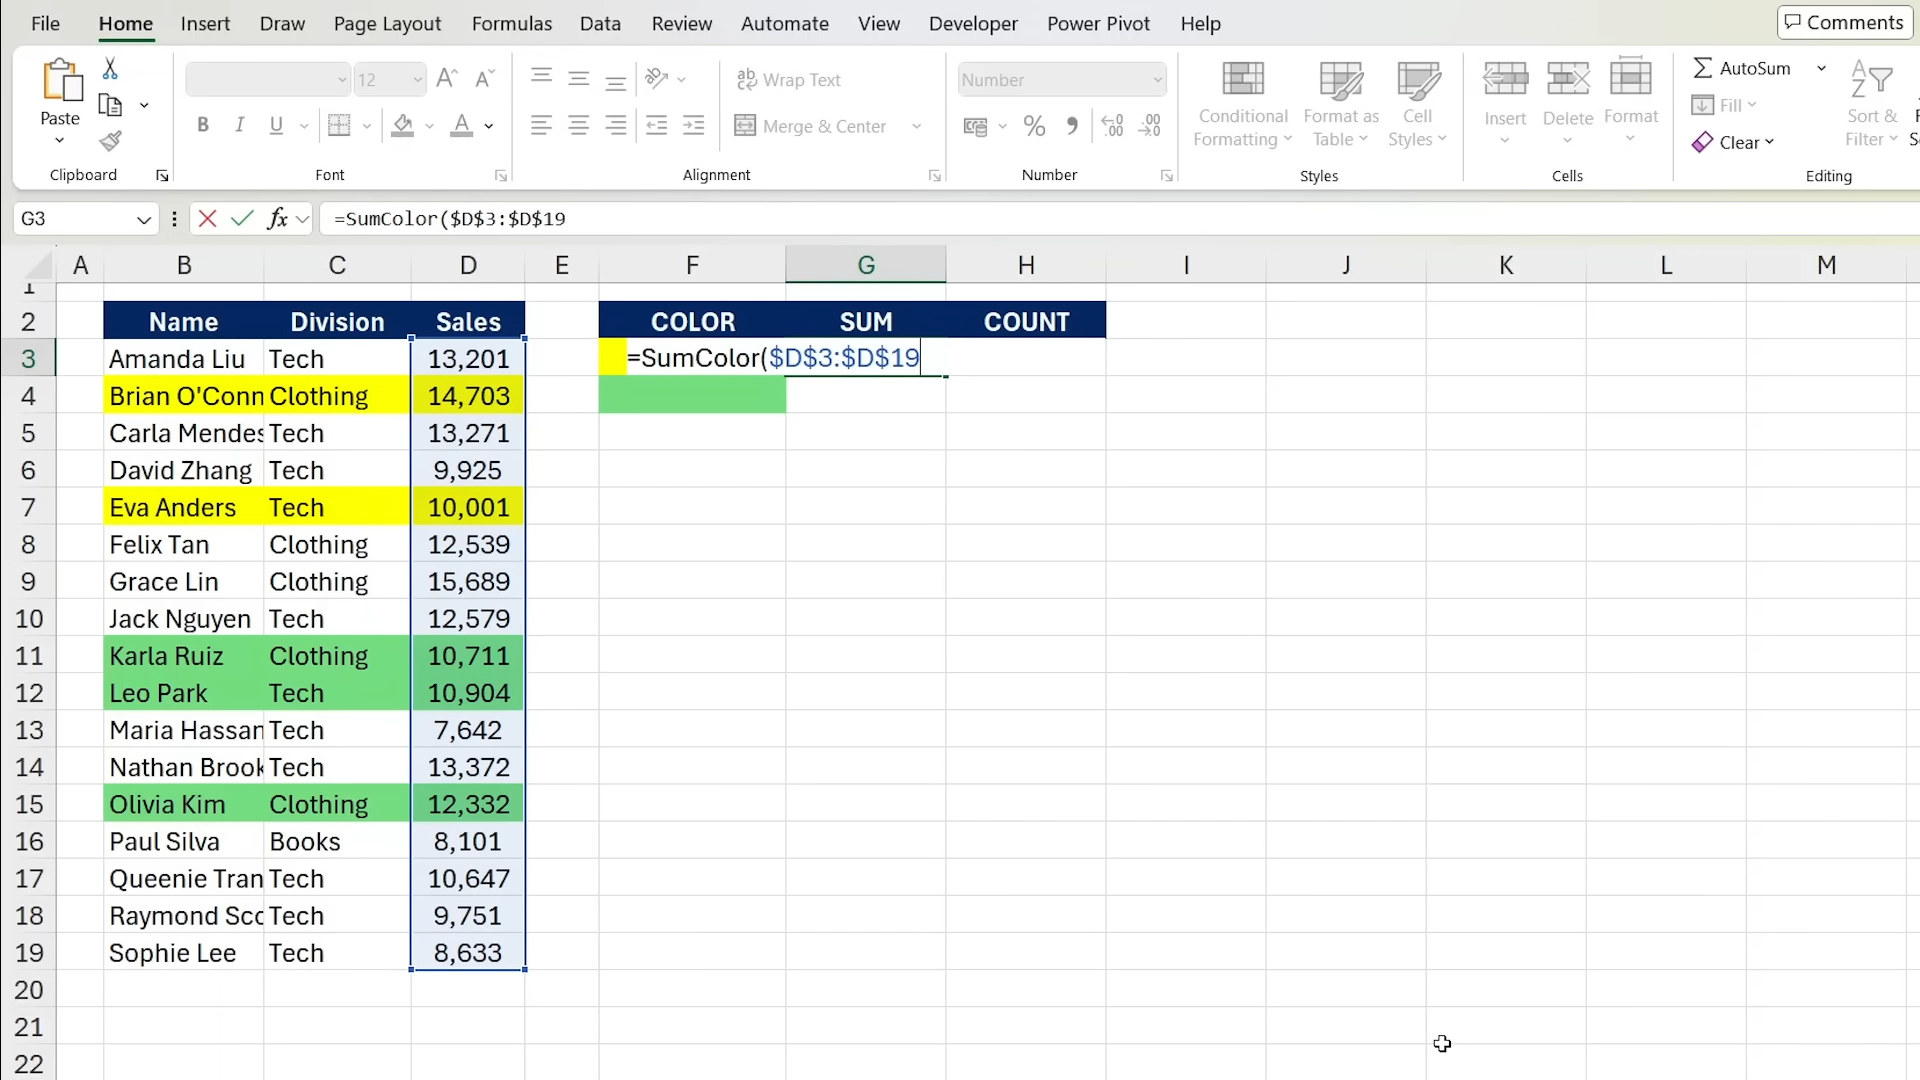 File Home Insert Draw Page Layout Formulas Data Review Automate View Developer Power Pivot Help Comments
Paste 12 Wrap Text Number Conditional Formatting Format as Table Cell Styles Insert Delete Format AutoSum
B I U Merge & Center % Fill Sort & Filter
Clear
Clipboard Font Alignment Number Styles Cells Editing
G3 fx =SumColor($D$3:$D$19
A B C D E F G H I J K L M
1
2 Name Division Sales COLOR SUM COUNT
3 Amanda Liu Tech 13,201 =SumColor($D$3:$D$19
4 Brian O'Conn Clothing 14,703
5 Carla Mendes Tech 13,271
6 David Zhang Tech 9,925
7 Eva Anders Tech 10,001
8 Felix Tan Clothing 12,539
9 Grace Lin Clothing 15,689
10 Jack Nguyen Tech 12,579
11 Karla Ruiz Clothing 10,711
12 Leo Park Tech 10,904
13 Maria Hassan Tech 7,642
14 Nathan Brook Tech 13,372
15 Olivia Kim Clothing 12,332
16 Paul Silva Books 8,101
17 Queenie Tran Tech 10,647
18 Raymond Sco Tech 9,751
19 Sophie Lee Tech 8,633
20
21
22